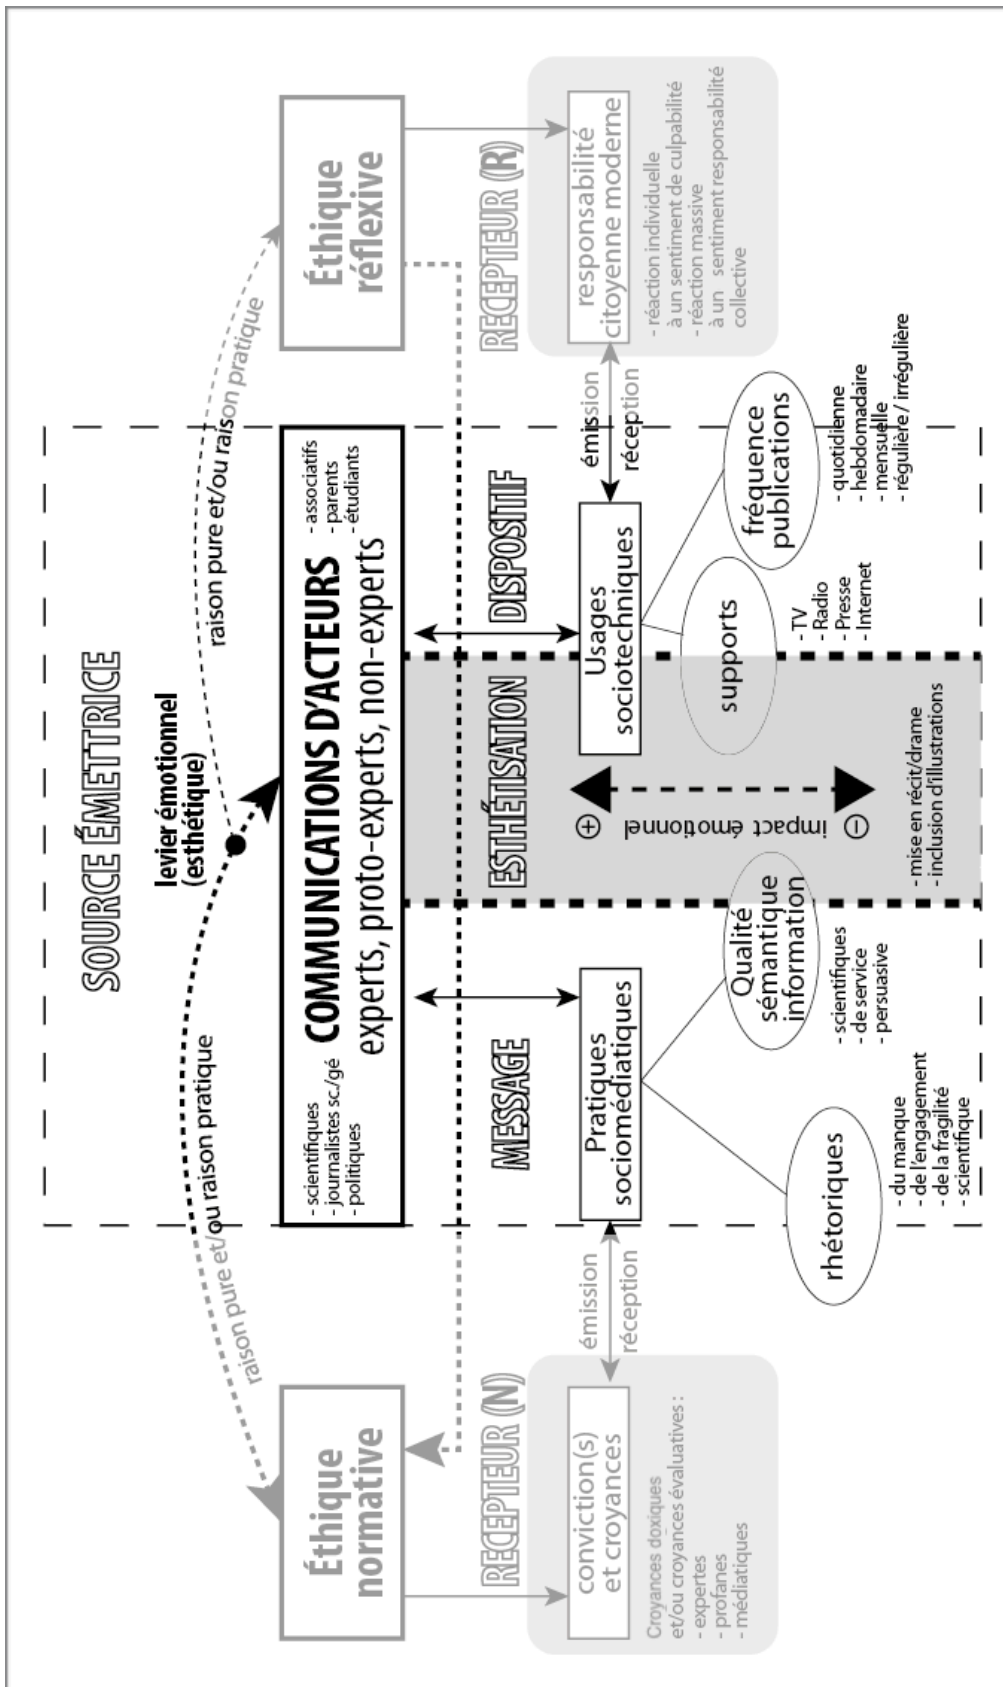 SOURCE ÉMETTRICE
levier émotionnel
(esthétique)
raison pure et/ou raison pratique
raison pure et/ou raison pratique
Éthique
normative
- scientifiques
- journalistes sc./gé
- politiques
COMMUNICATIONS D'ACTEURS
experts, proto-experts, non-experts
- associatifs
- parents
- étudiants
Éthique
réflexive
RECEPTEUR (N)
MESSAGE
ESTHÉTISATION
DISPOSITIF
RECEPTEUR (R)
conviction(s)
et croyances
émission
réception
Pratiques
sociomédiatiques
+
impact émotionnel
−
Usages
sociotechniques
émission
réception
responsabilité
citoyenne moderne
Croyances doxiques
et/ou croyances évaluatives :
- expertes
- profanes
- médiatiques
rhétoriques
- du manque
- de l'engagement
- de la fragilité
- scientifique
Qualité
sémantique
information
- scientifiques
- de service
- persuasive
- mise en récit/drame
- inclusion d'illustrations
supports
- TV
- Radio
- Presse
- Internet
fréquence
publications
- quotidienne
- hebdomadaire
- mensuelle
- régulière / irrégulière
- réaction individuelle
à un sentiment de culpabilité
- réaction massive
à un sentiment responsabilité
collective